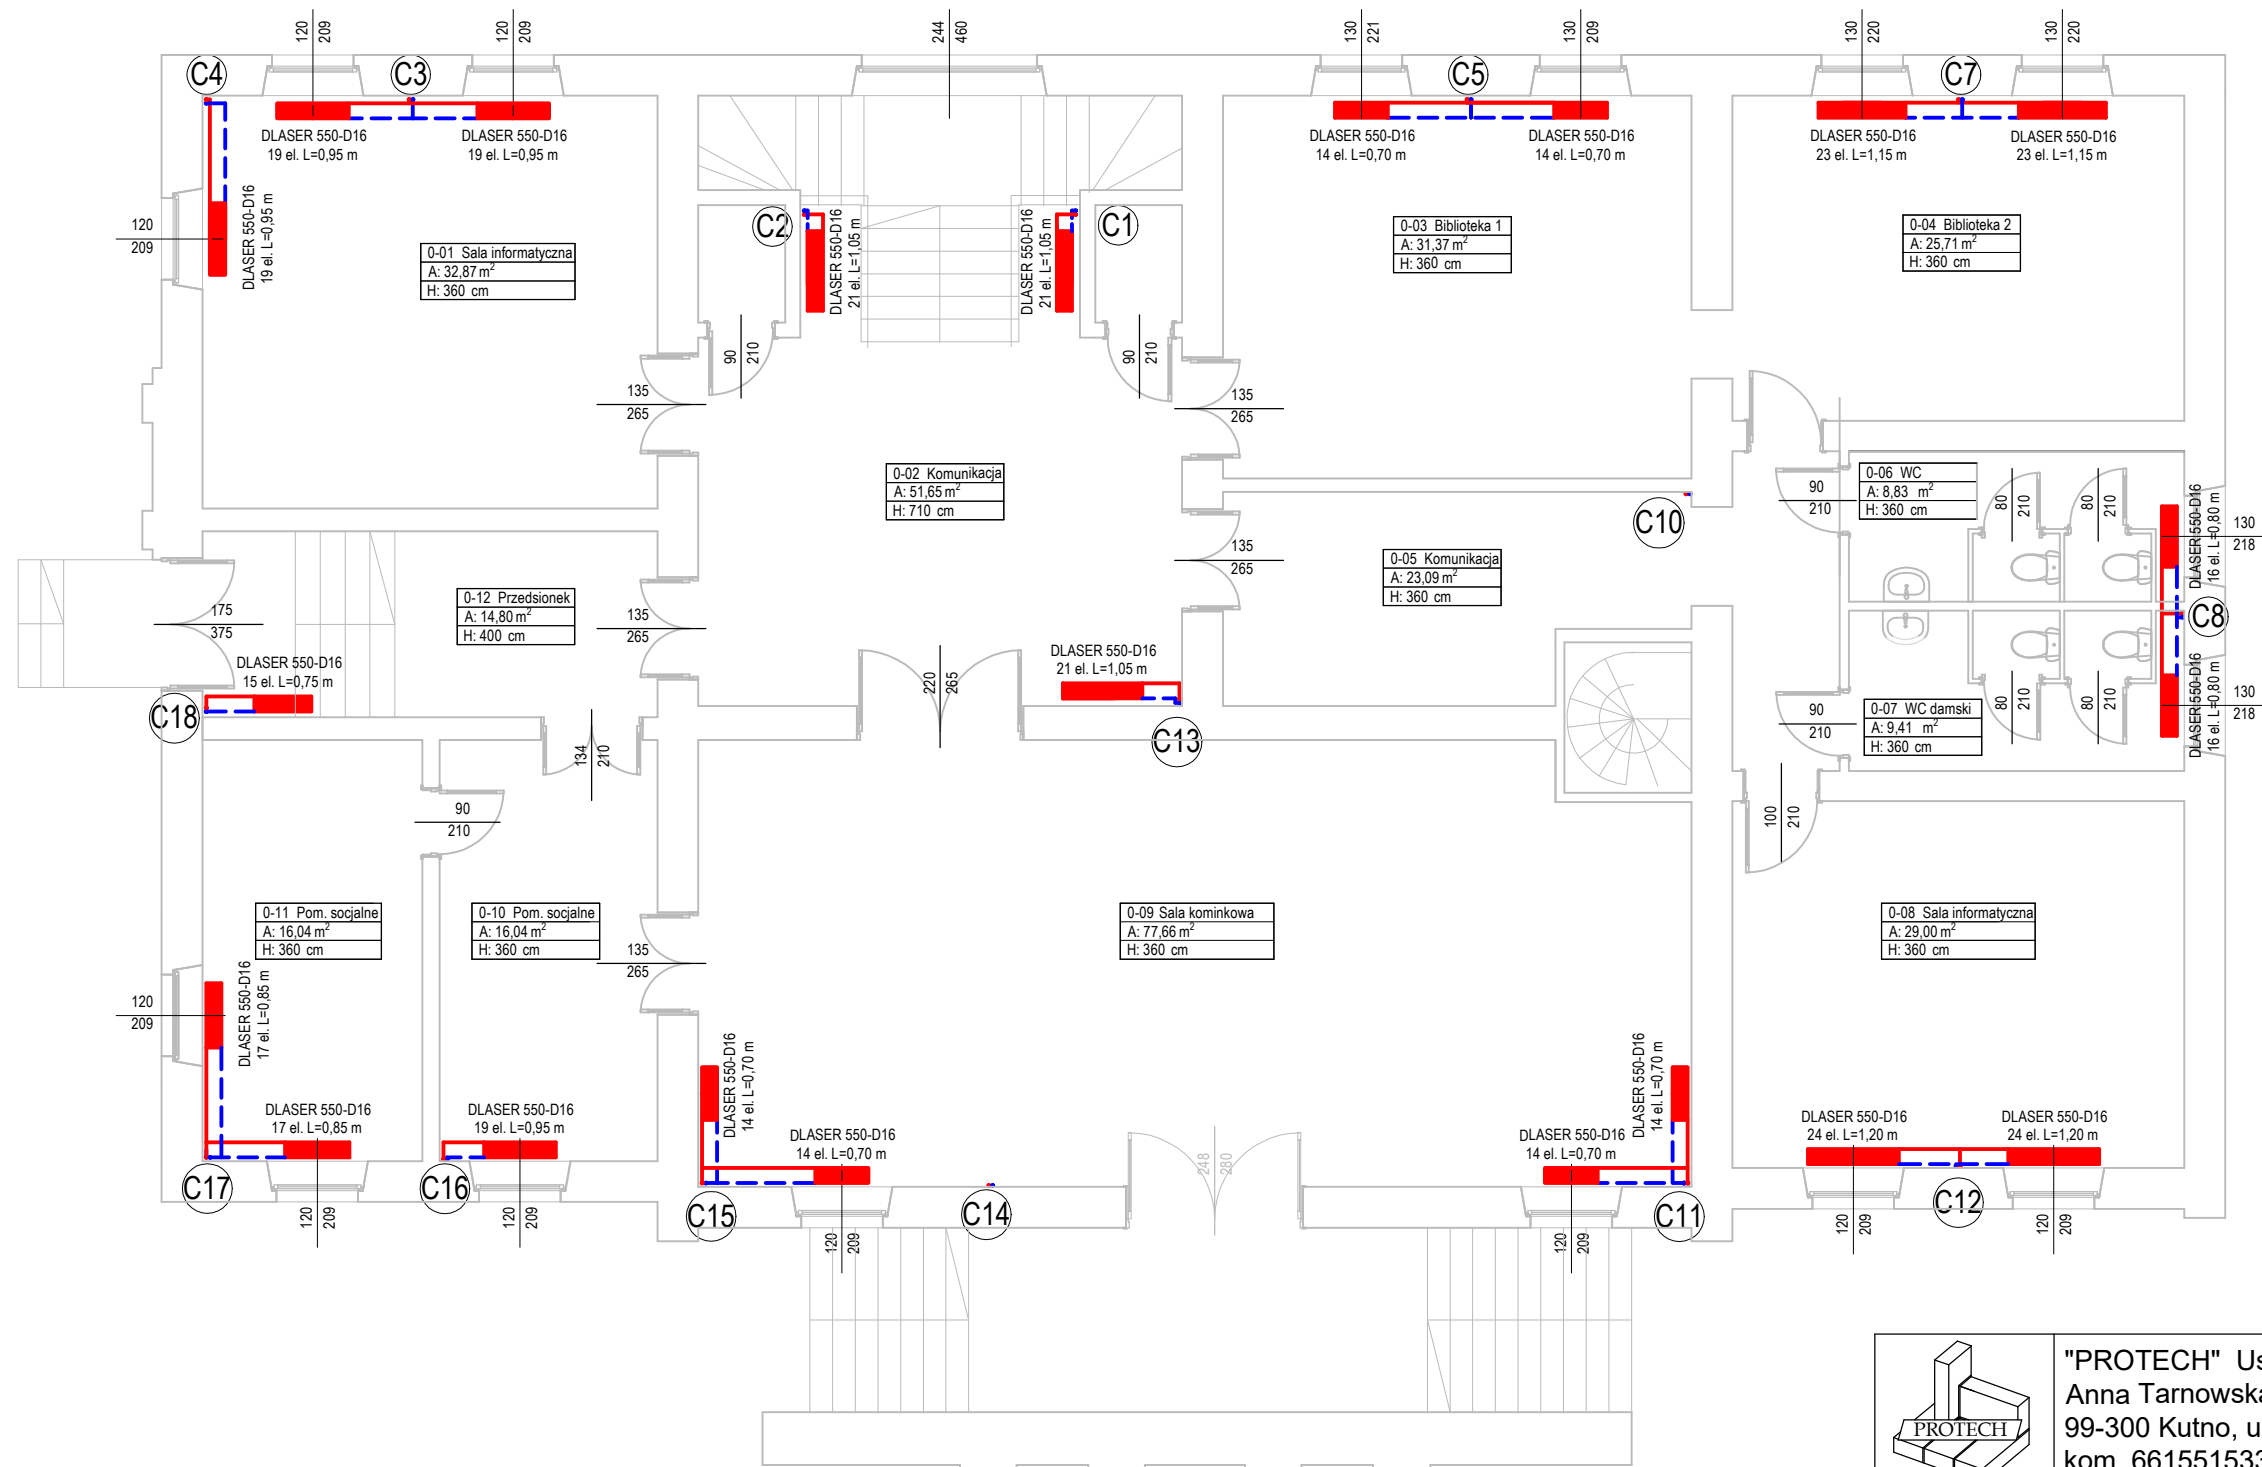 120
209
120
209
244
460
130
221
130
209
130
220
130
220
C4
C3
C5
C7
DLASER 550-D16
19 el. L=0,95 m
DLASER 550-D16
19 el. L=0,95 m
DLASER 550-D16
14 el. L=0,70 m
DLASER 550-D16
14 el. L=0,70 m
DLASER 550-D16
23 el. L=1,15 m
DLASER 550-D16
23 el. L=1,15 m
120
209
DLASER 550-D16
19 el. L=0,95 m
C2
DLASER 550-D16
21 el. L=1,05 m
DLASER 550-D16
21 el. L=1,05 m
C1
0-01 Sala informatyczna
A: 32,87 m²
H: 360 cm
0-03 Biblioteka 1
A: 31,37 m²
H: 360 cm
0-04 Biblioteka 2
A: 25,71 m²
H: 360 cm
90
210
90
210
135
265
135
265
0-02 Komunikacja
A: 51,65 m²
H: 710 cm
C10
90
210
0-06 WC
A: 8,83 m²
H: 360 cm
80
210
80
210
DLASER 550-D16
16 el. L=0,80 m
130
218
135
265
0-05 Komunikacja
A: 23,09 m²
H: 360 cm
175
375
0-12 Przedsionek
A: 14,80 m²
H: 400 cm
135
265
C8
DLASER 550-D16
15 el. L=0,75 m
C18
220
265
DLASER 550-D16
21 el. L=1,05 m
C13
90
210
0-07 WC damski
A: 9,41 m²
H: 360 cm
80
210
80
210
DLASER 550-D16
16 el. L=0,80 m
130
218
134
210
90
210
100
210
0-11 Pom. socjalne
A: 16,04 m²
H: 360 cm
0-10 Pom. socjalne
A: 16,04 m²
H: 360 cm
135
265
0-09 Sala kominkowa
A: 77,66 m²
H: 360 cm
0-08 Sala informatyczna
A: 29,00 m²
H: 360 cm
120
209
DLASER 550-D16
17 el. L=0,85 m
DLASER 550-D16
17 el. L=0,85 m
DLASER 550-D16
19 el. L=0,95 m
DLASER 550-D16
14 el. L=0,70 m
DLASER 550-D16
14 el. L=0,70 m
248
280
DLASER 550-D16
14 el. L=0,70 m
DLASER 550-D16
14 el. L=0,70 m
DLASER 550-D16
24 el. L=1,20 m
DLASER 550-D16
24 el. L=1,20 m
C17
C16
C15
C14
C11
C12
120
209
120
209
120
209
120
209
120
209
120
209
PROTECH
"PROTECH" Us
Anna Tarnowska
99-300 Kutno, u
kom. 661551533